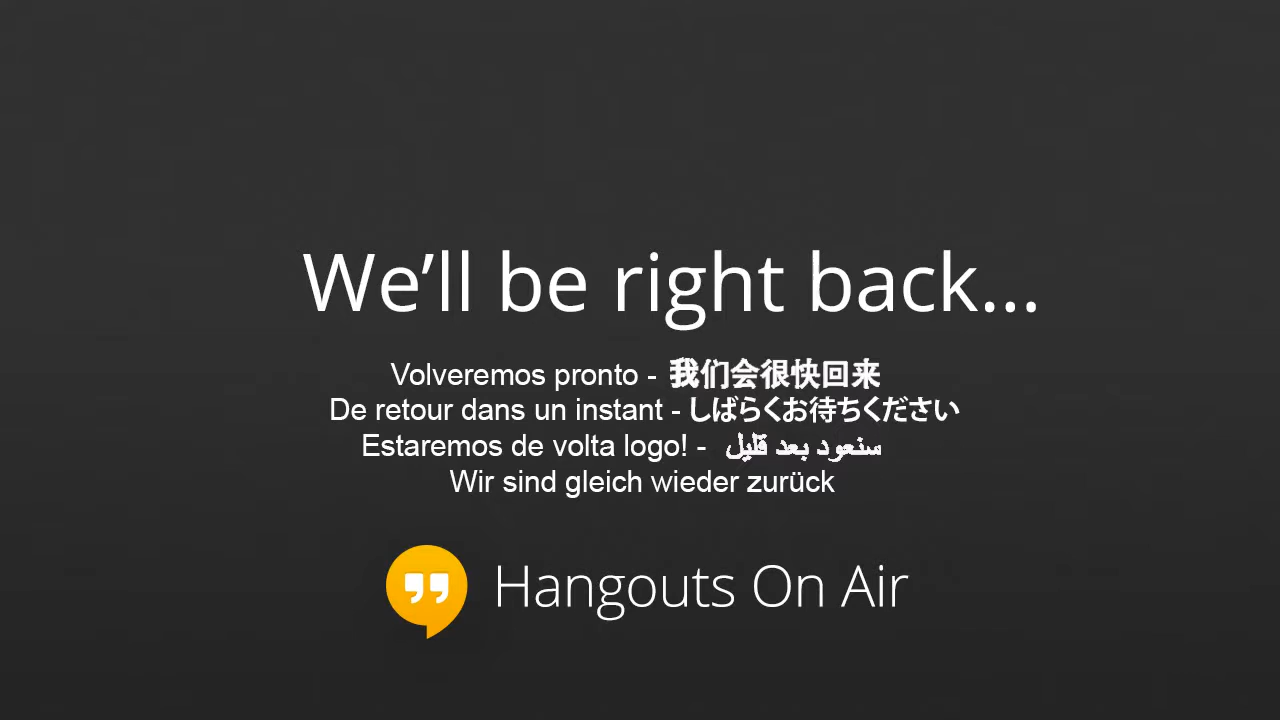 We’ll be right back...
Volveremos pronto - 我们会很快回来
De retour dans un instant - しばらくお待ちください
Estaremos de volta logo! - سنعود بعد قليل
Wir sind gleich wieder zurück
Hangouts On Air